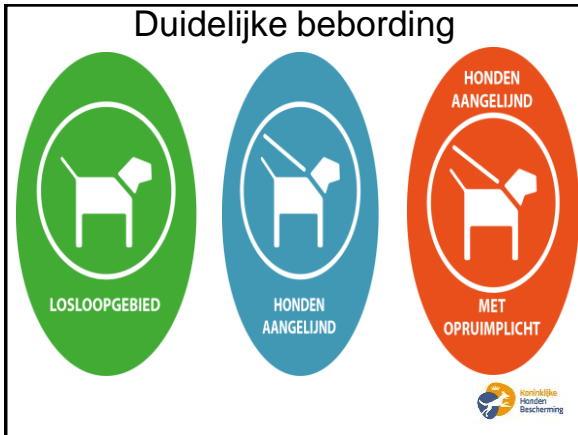 Duidelijke bebording
LOSLOOPGEBIED
HONDEN
AANGELIJND
HONDEN
AANGELIJND
MET
OPRUIMPLICHT
Koninklijke
Honden
Bescherming